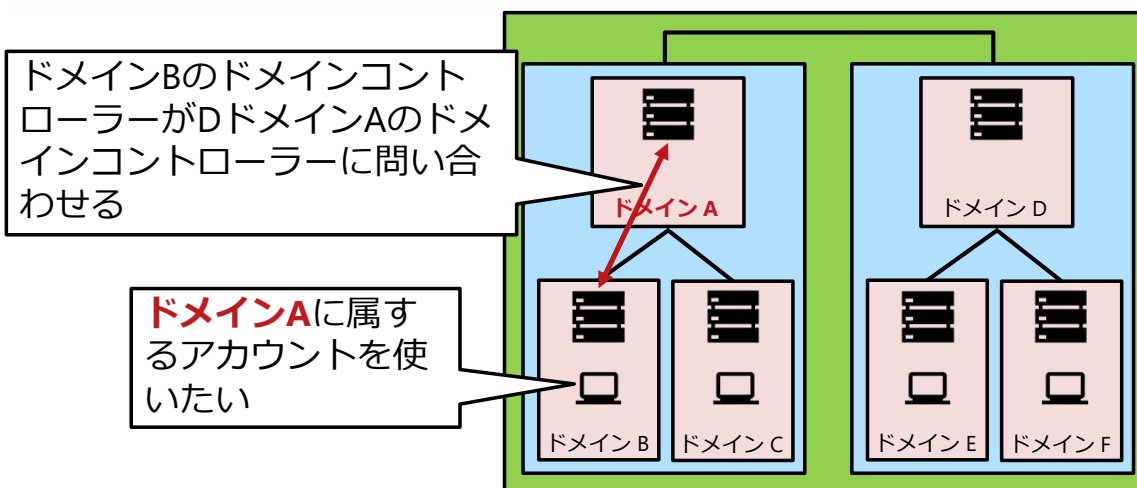 ドメインBのドメインコント
ローラーがDドメインAのドメ
インコントローラーに問い合
わせる
ドメイン A
ドメイン D
ドメインAに属す
るアカウントを使
いたい
ドメイン B
ドメイン C
ドメイン E
ドメイン F